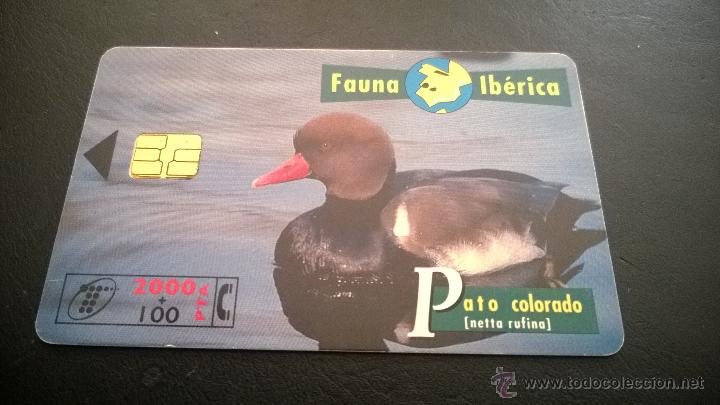 Fauna Ibérica
2000 PTA
+
100
Pato colorado
[netta rufina]
www.todocoleccion.net